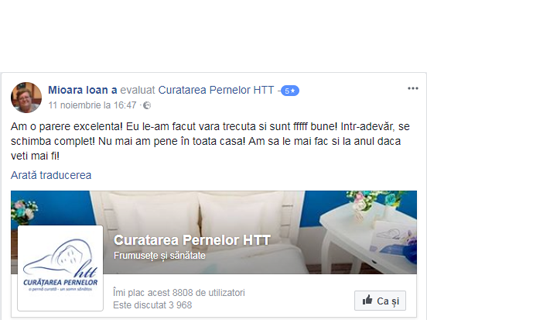 Mioara Ioan a evaluat Curatarea Pernelor HTT - 5★
11 noiembrie la 16:47 ·
Am o parere excelenta! Eu le-am facut vara trecuta si sunt fffff bune! Intr-adevăr, se
schimba complet! Nu mai am pene în toata casa! Am sa le mai fac si la anul daca
veti mai fi!
Arată traducerea
Curatarea Pernelor HTT
Frumusețe și sănătate
htt
CURĂȚAREA PERNELOR
o pernă curată - un somn sănătos
Îmi plac acest 8808 de utilizatori
Este discutat 3 968
Ca și